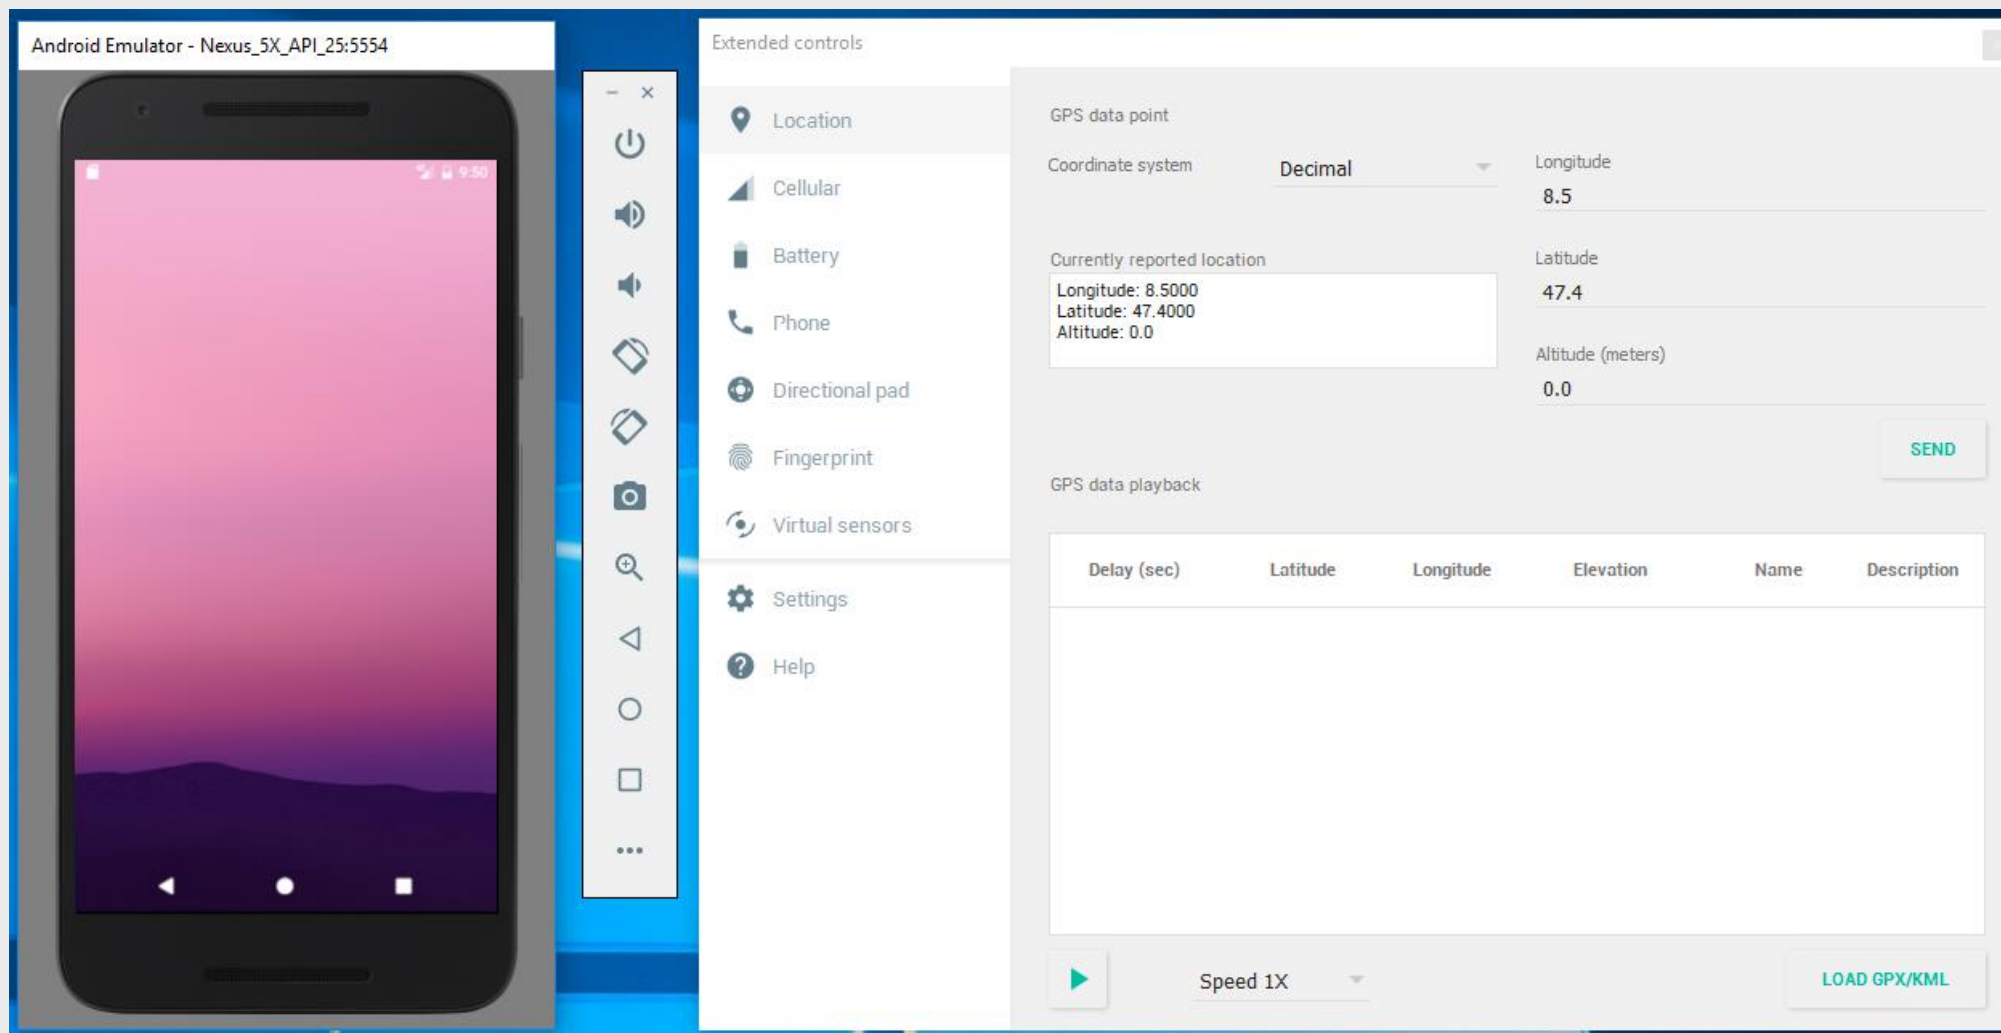 Android Emulator - Nexus_5X_API_25:5554
9:50
Extended controls
Location
Cellular
Battery
Phone
Directional pad
Fingerprint
Virtual sensors
Settings
Help
GPS data point
Coordinate system
Decimal
Longitude
8.5
Currently reported location
Longitude: 8.5000
Latitude: 47.4000
Altitude: 0.0
Latitude
47.4
Altitude (meters)
0.0
SEND
GPS data playback
Delay (sec) Latitude Longitude Elevation Name Description
Speed 1X
LOAD GPX/KML